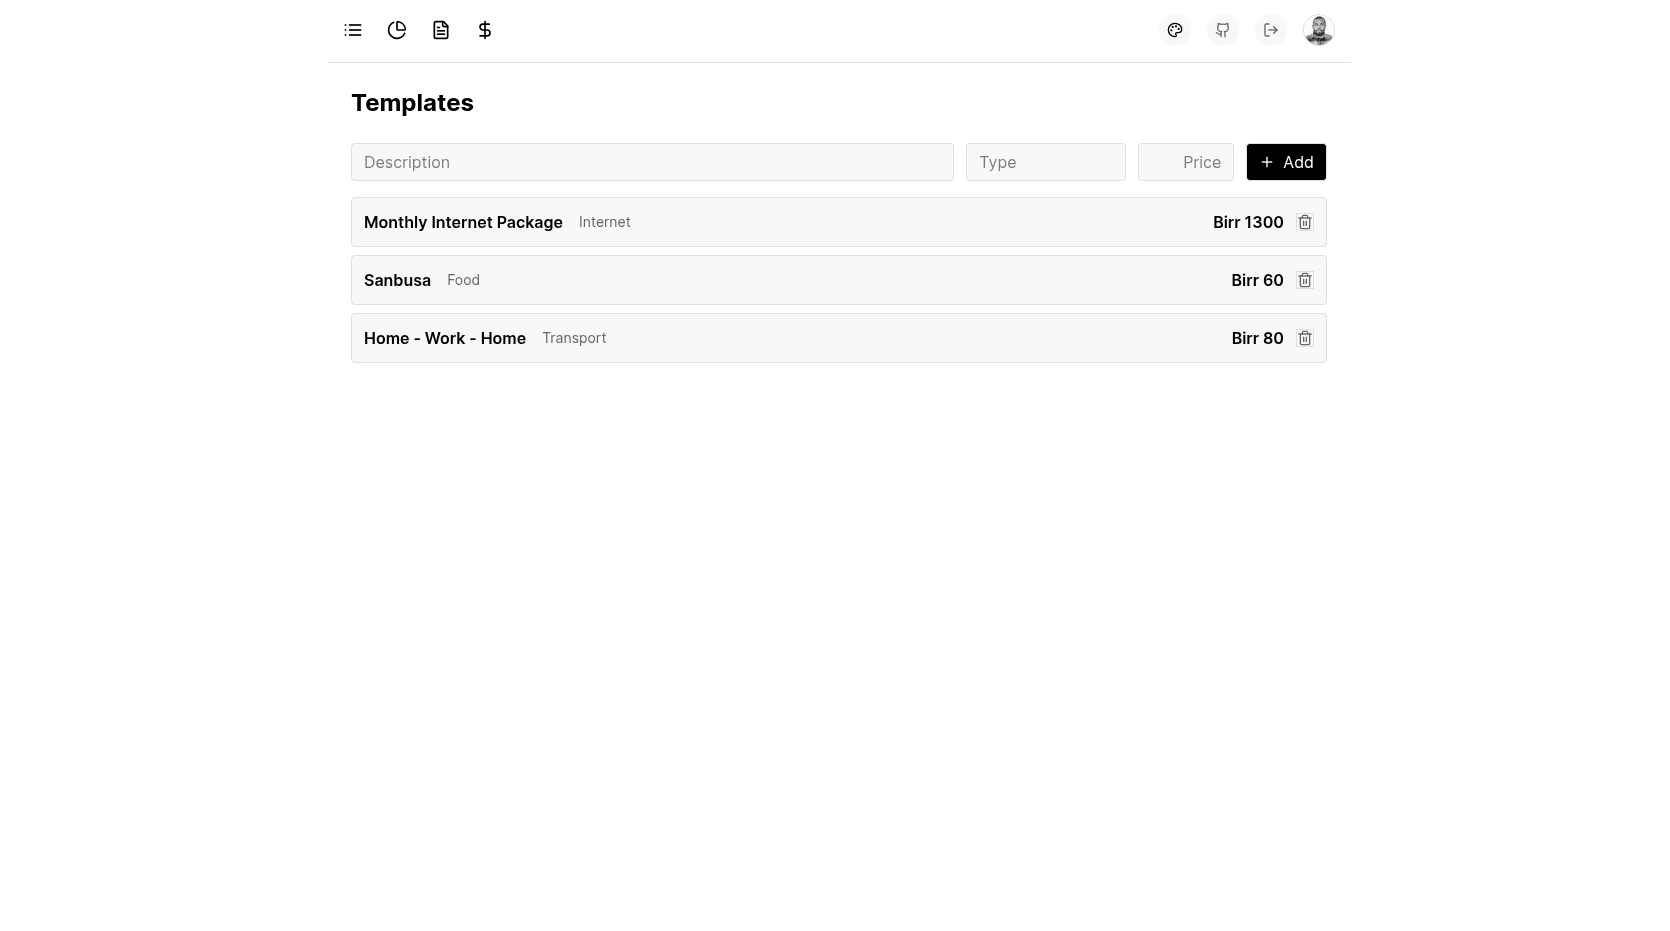 Templates
Description Type Price Add
Monthly Internet Package Internet Birr 1300
Sanbusa Food Birr 60
Home - Work - Home Transport Birr 80